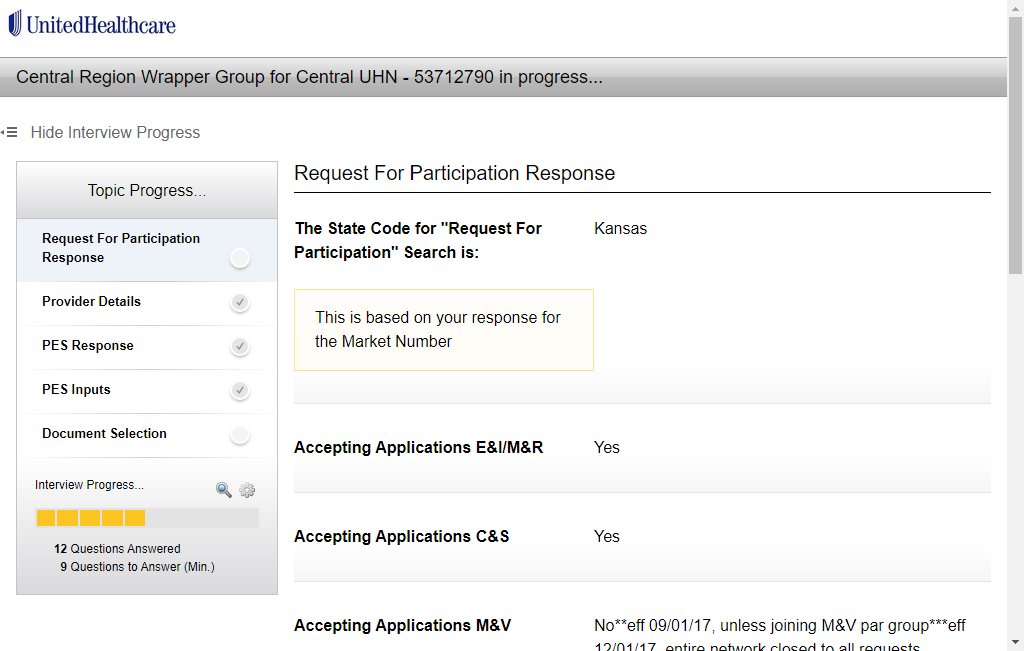 UnitedHealthcare
Central Region Wrapper Group for Central UHN - 53712790 in progress...
Hide Interview Progress
Topic Progress...
Request For Participation
Response
Provider Details
PES Response
PES Inputs
Document Selection
Interview Progress...
12 Questions Answered
9 Questions to Answer (Min.)
Request For Participation Response
The State Code for "Request For
Participation" Search is:
Kansas
This is based on your response for
the Market Number
Accepting Applications E&I/M&R
Yes
Accepting Applications C&S
Yes
Accepting Applications M&V
No**eff 09/01/17, unless joining M&V par group***eff
12/01/17, entire network closed to all requests